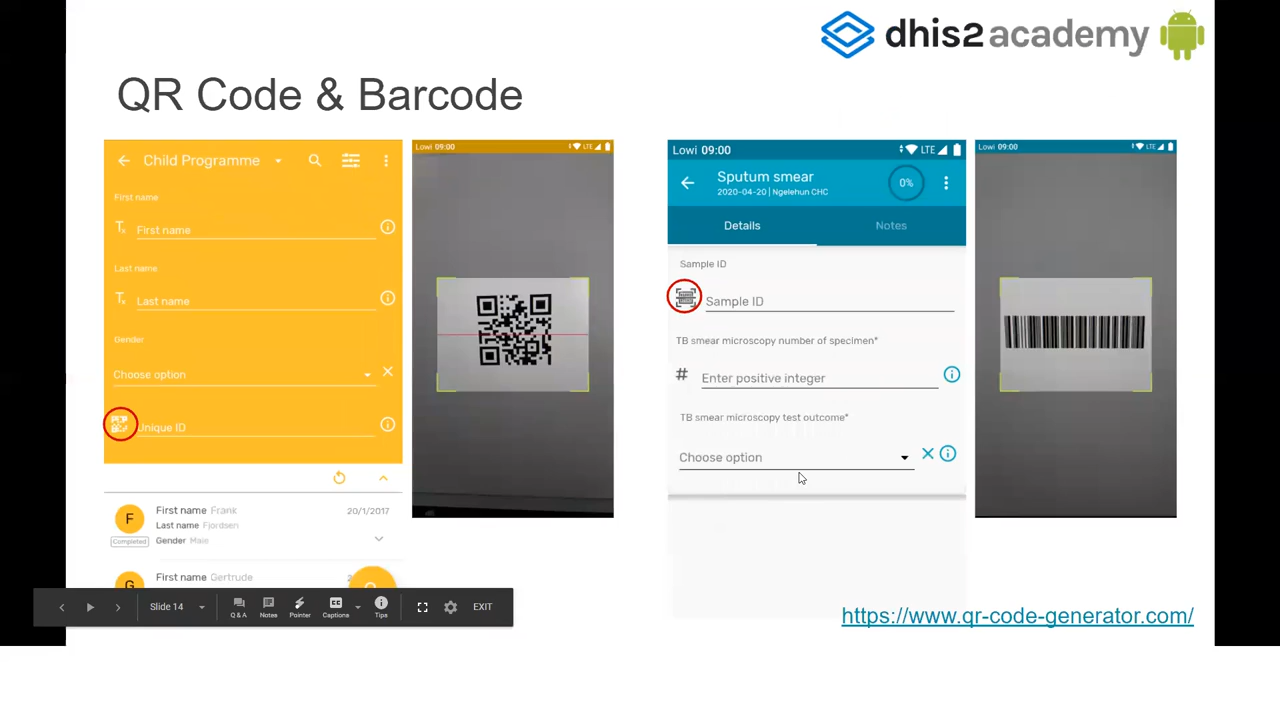 dhis2 academy
QR Code & Barcode
Child Programme
First name
First name
Last name
Last name
Gender
Choose option
Unique ID
F
First name Frank
20/1/2017
Last name Fjordsen
Completed
Gender Male
G
First name Gertrude
Lowi 09:00
LTE
Lowi 09:00
LTE
Sputum smear
2020-04-20 | Ngelehun CHC
0%
Details
Notes
Sample ID
Sample ID
TB smear microscopy number of specimen*
# Enter positive integer
TB smear microscopy test outcome*
Choose option
Lowi 09:00
LTE
Slide 14
Q & A
Notes
Pointer
Captions
Tips
EXIT
https://www.qr-code-generator.com/